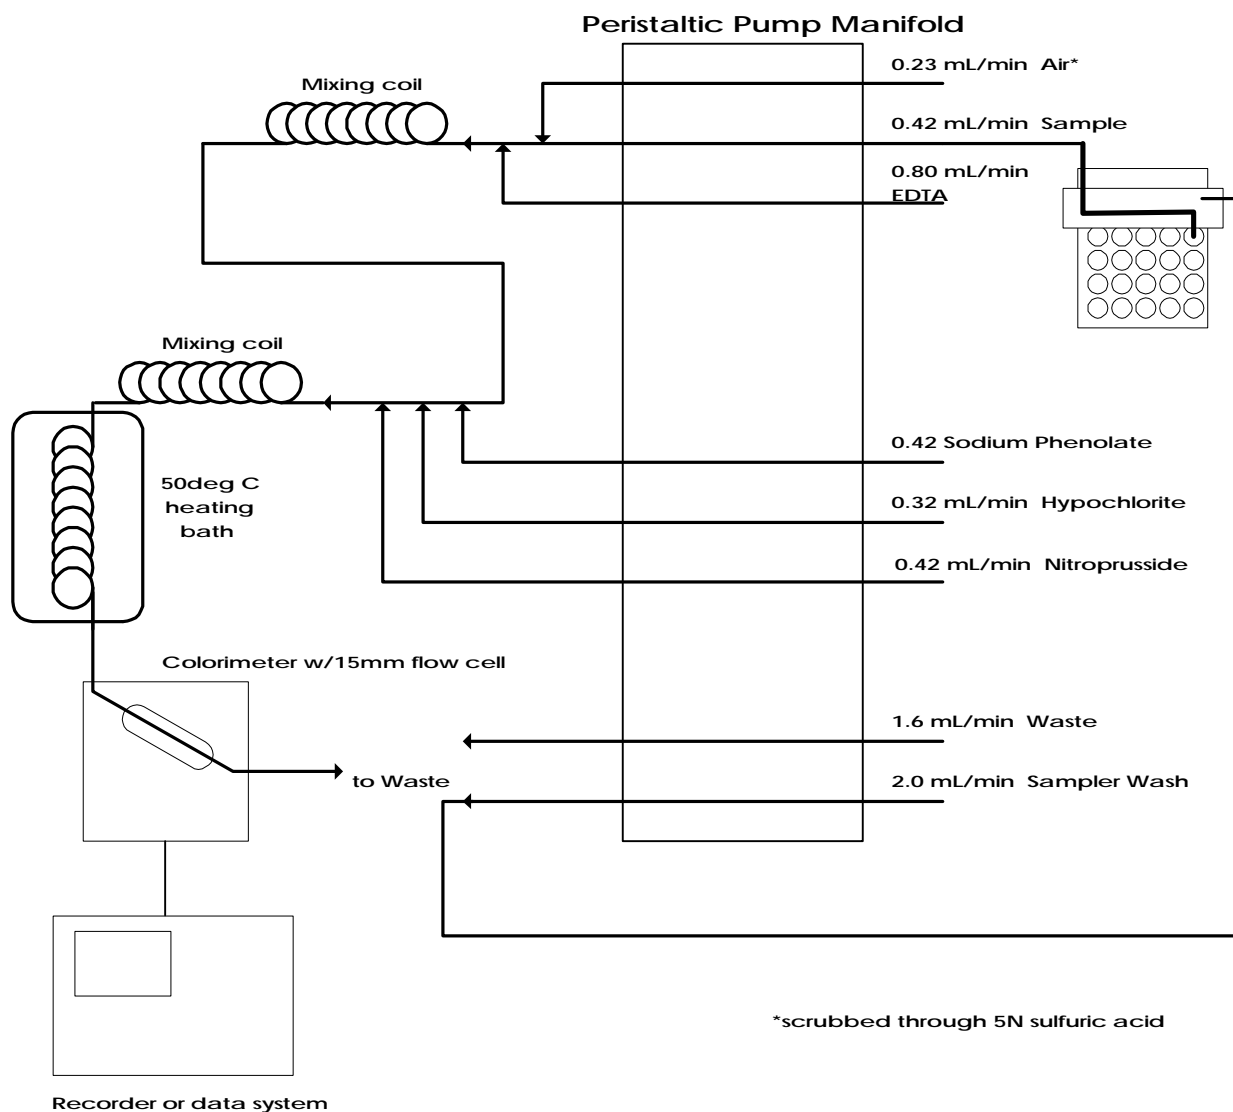 Peristaltic Pump Manifold
0.23 mL/min Air*
Mixing coil
0.42 mL/min Sample
0.80 mL/min
EDTA
Mixing coil
0.42 Sodium Phenolate
50deg C
heating
bath
0.32 mL/min Hypochlorite
0.42 mL/min Nitroprusside
Colorimeter w/15mm flow cell
1.6 mL/min Waste
to Waste
2.0 mL/min Sampler Wash
*scrubbed through 5N sulfuric acid
Recorder or data system